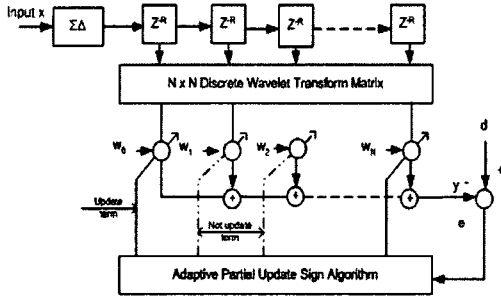 Input x
ΣΔ
Z-R Z-R Z-R Z-R
N x N Discrete Wavelet Transform Matrix
w0 w1 w2 wN
d
+
+ + +
y -
Update
term
Not update
term
e
Adaptive Partial Update Sign Algorithm